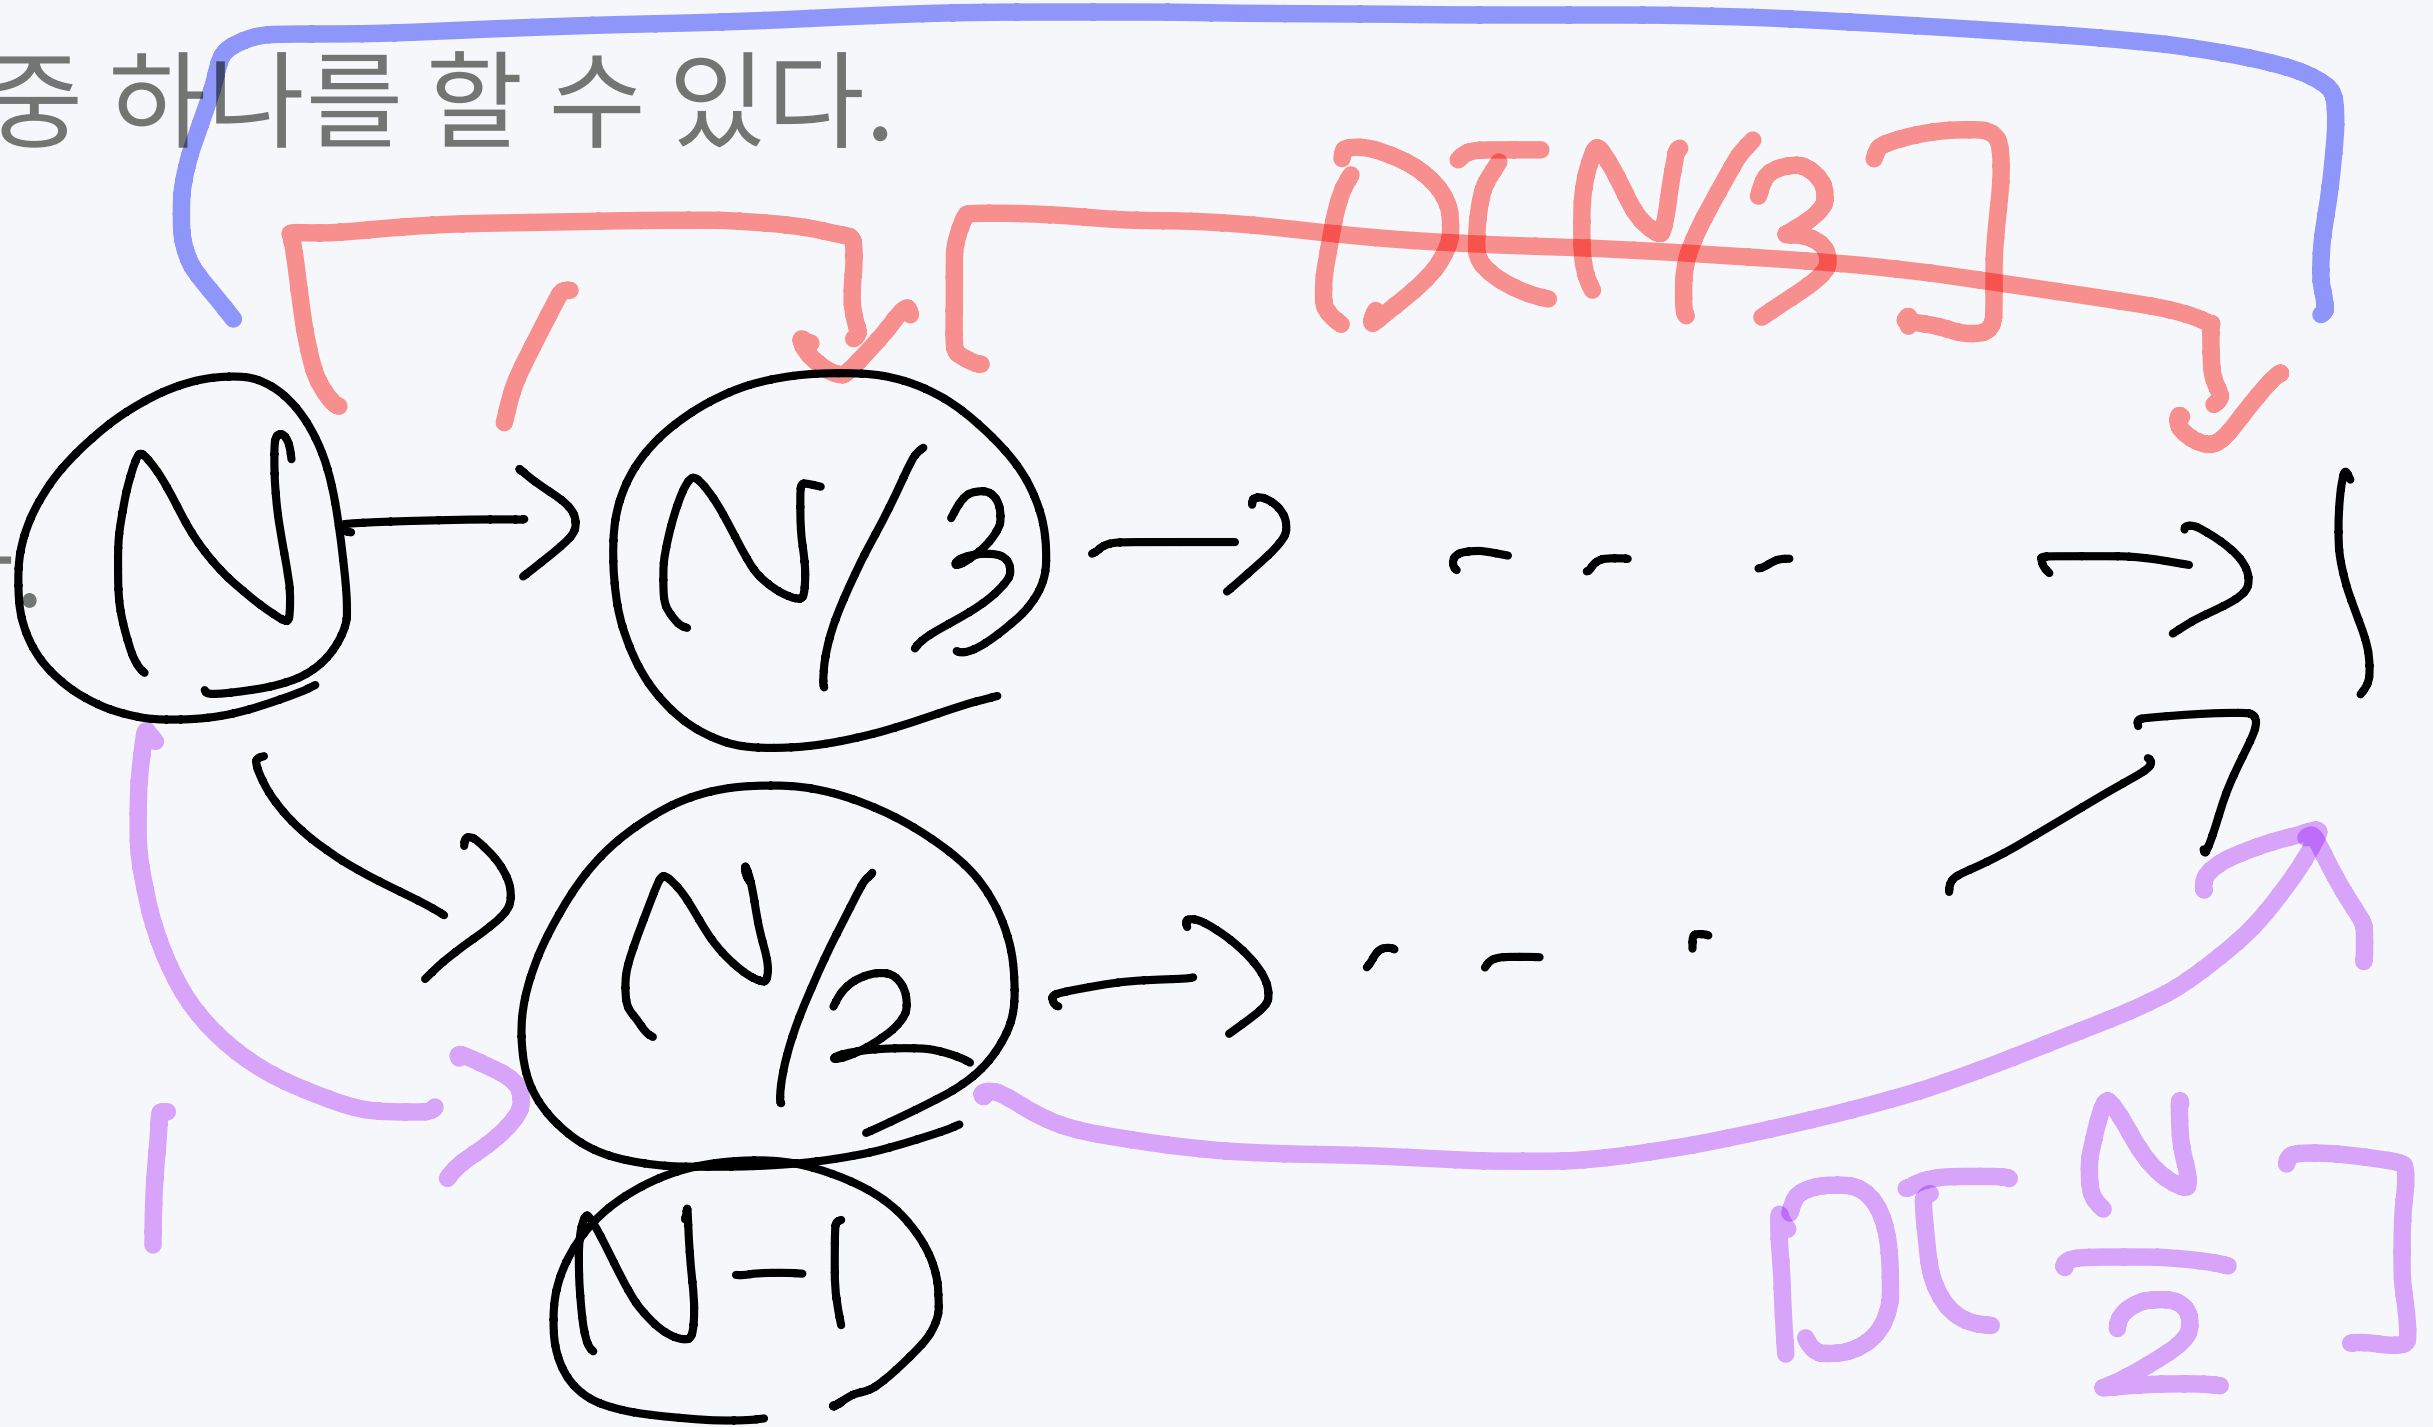 중 하나를 할 수 있다.
D[N/3]
1
N → N/3 → - - - → 1
N/2 → - - -
1
D[N/2]
N-1